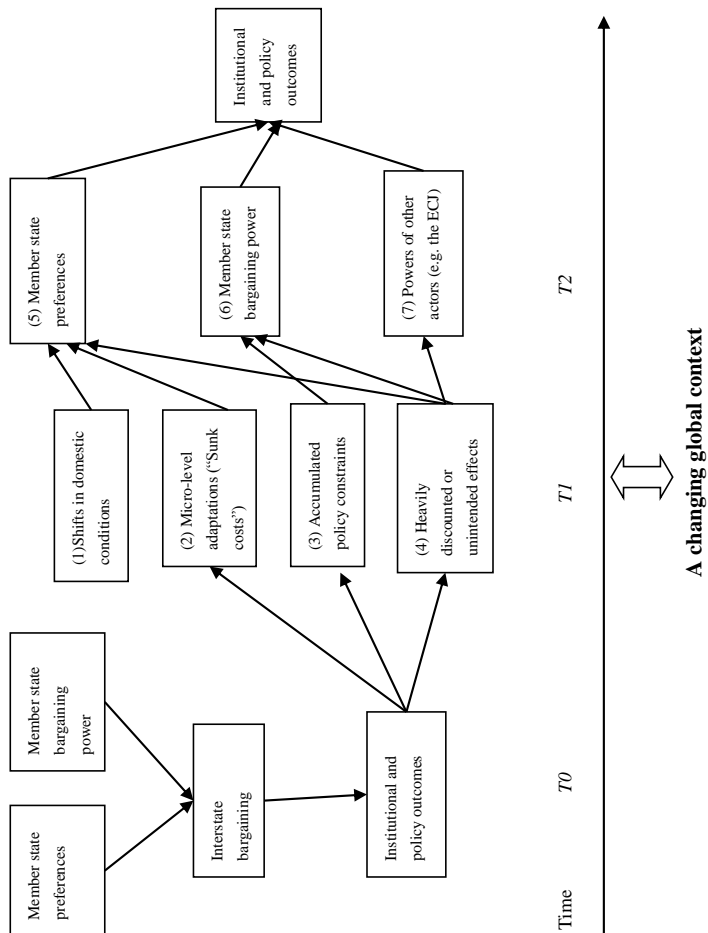 Member state
preferences
Member state
bargaining
power
Interstate
bargaining
Institutional and
policy outcomes
(1)Shifts in domestic
conditions
(2) Micro-level
adaptations (“Sunk
costs”)
(3) Accumulated
policy constraints
(4) Heavily
discounted or
unintended effects
(5) Member state
preferences
(6) Member state
bargaining power
(7) Powers of other
actors (e.g. the ECJ)
Institutional
and policy
outcomes
Time
T0
T1
T2
A changing global context